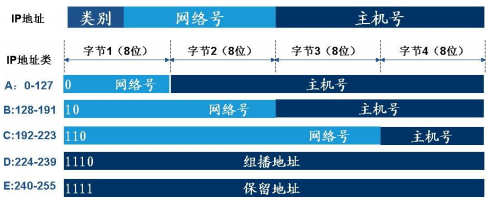 IP地址 类别 网络号 主机号
IP地址类 字节1（8位） 字节2（8位） 字节3（8位） 字节4（8位）
A：0-127 0 网络号 主机号
B:128-191 10 网络号 主机号
C:192-223 110 网络号 主机号
D:224-239 1110 组播地址
E:240-255 1111 保留地址